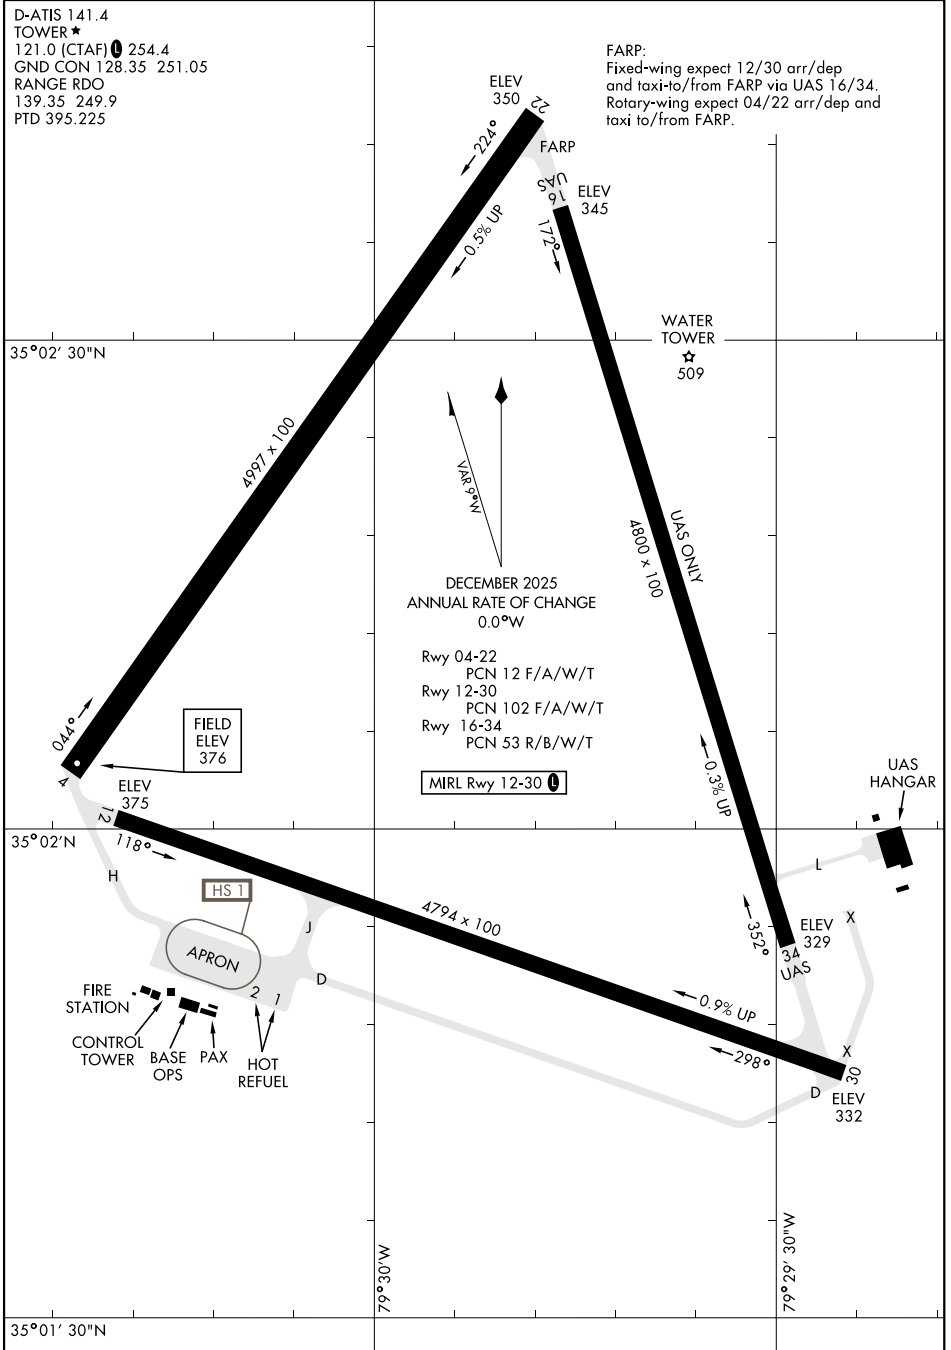 D-ATIS 141.4
TOWER ★
121.0 (CTAF) L 254.4
GND CON 128.35 251.05
RANGE RDO
139.35 249.9
PTD 395.225
FARP:
Fixed-wing expect 12/30 arr/dep
and taxi-to/from FARP via UAS 16/34.
Rotary-wing expect 04/22 arr/dep and
taxi to/from FARP.
ELEV
350
22
224°
FARP
0.5% UP
UAS
16
ELEV
345
172°
WATER
TOWER
509
35°02' 30"N
4997 x 100
VAR 9°W
UAS ONLY
4800 x 100
DECEMBER 2025
ANNUAL RATE OF CHANGE
0.0°W
Rwy 04-22
PCN 12 F/A/W/T
Rwy 12-30
PCN 102 F/A/W/T
Rwy 16-34
PCN 53 R/B/W/T
MIRL Rwy 12-30 L
044°
FIELD
ELEV
376
4
ELEV
375
12
118°
0.3% UP
UAS
HANGAR
35°02'N
H
HS 1
L
4794 x 100
J
352°
ELEV
329
34
UAS
X
APRON
D
2
1
FIRE
STATION
CONTROL
TOWER
BASE
OPS
PAX
HOT
REFUEL
0.9% UP
298°
X
30
D
ELEV
332
79°30'W
79°29' 30"W
35°01' 30"N